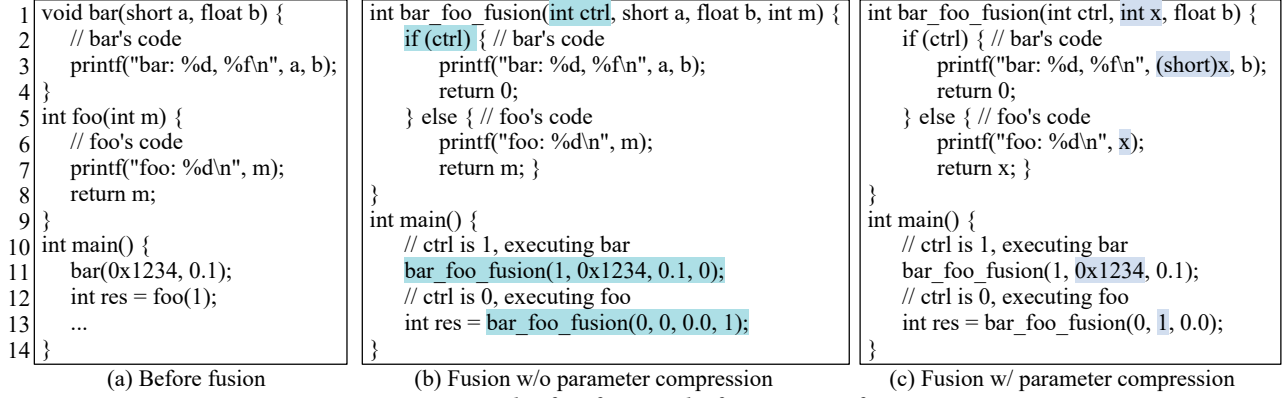 1 void bar(short a, float b) {
2 // bar's code
3 printf("bar: %d, %f\n", a, b);
4 }
5 int foo(int m) {
6 // foo's code
7 printf("foo: %d\n", m);
8 return m;
9 }
10 int main() {
11 bar(0x1234, 0.1);
12 int res = foo(1);
13 ...
14 }
(a) Before fusion
int bar_foo_fusion(int ctrl, short a, float b, int m) {
if (ctrl) { // bar's code
printf("bar: %d, %f\n", a, b);
return 0;
} else { // foo's code
printf("foo: %d\n", m);
return m; }
}
int main() {
// ctrl is 1, executing bar
bar_foo_fusion(1, 0x1234, 0.1, 0);
// ctrl is 0, executing foo
int res = bar_foo_fusion(0, 0, 0.0, 1);
}
(b) Fusion w/o parameter compression
int bar_foo_fusion(int ctrl, int x, float b) {
if (ctrl) { // bar's code
printf("bar: %d, %f\n", (short)x, b);
return 0;
} else { // foo's code
printf("foo: %d\n", x);
return x; }
}
int main() {
// ctrl is 1, executing bar
bar_foo_fusion(1, 0x1234, 0.1);
// ctrl is 0, executing foo
int res = bar_foo_fusion(0, 1, 0.0);
}
(c) Fusion w/ parameter compression